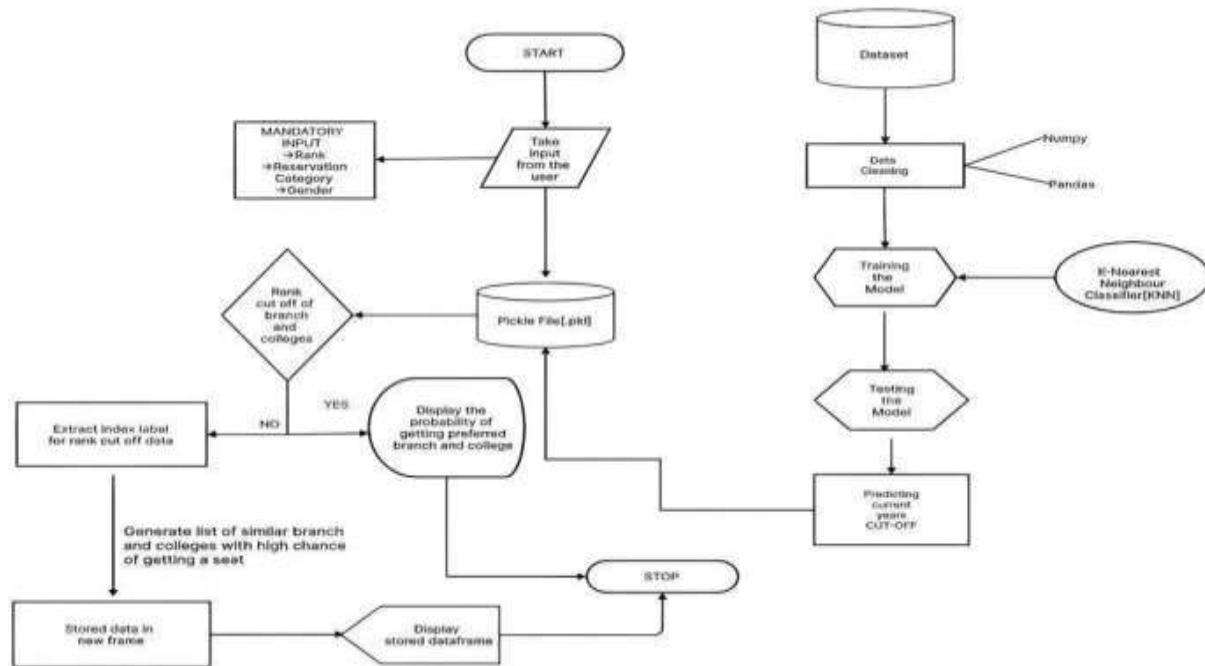 START
MANDATORY
INPUT
→Rank
→Reservation
Category
→Gender
Take
input
from the
user
Rank
cut off of
branch
and
colleges
Pickle File[.pkl]
YES
NO
Extract Index label
for rank cut off data
Display the
probability of
getting preferred
branch and college
Generate list of similar branch
and colleges with high chance
of getting a seat
STOP
Stored data in
new frame
Display
stored dataframe
Dataset
Data
Cleaning
Numpy
Pandas
Training
the
Model
K-Nearest
Neighbour
Classifier[KNN]
Testing
the
Model
Predicting
current
years
CUT-OFF